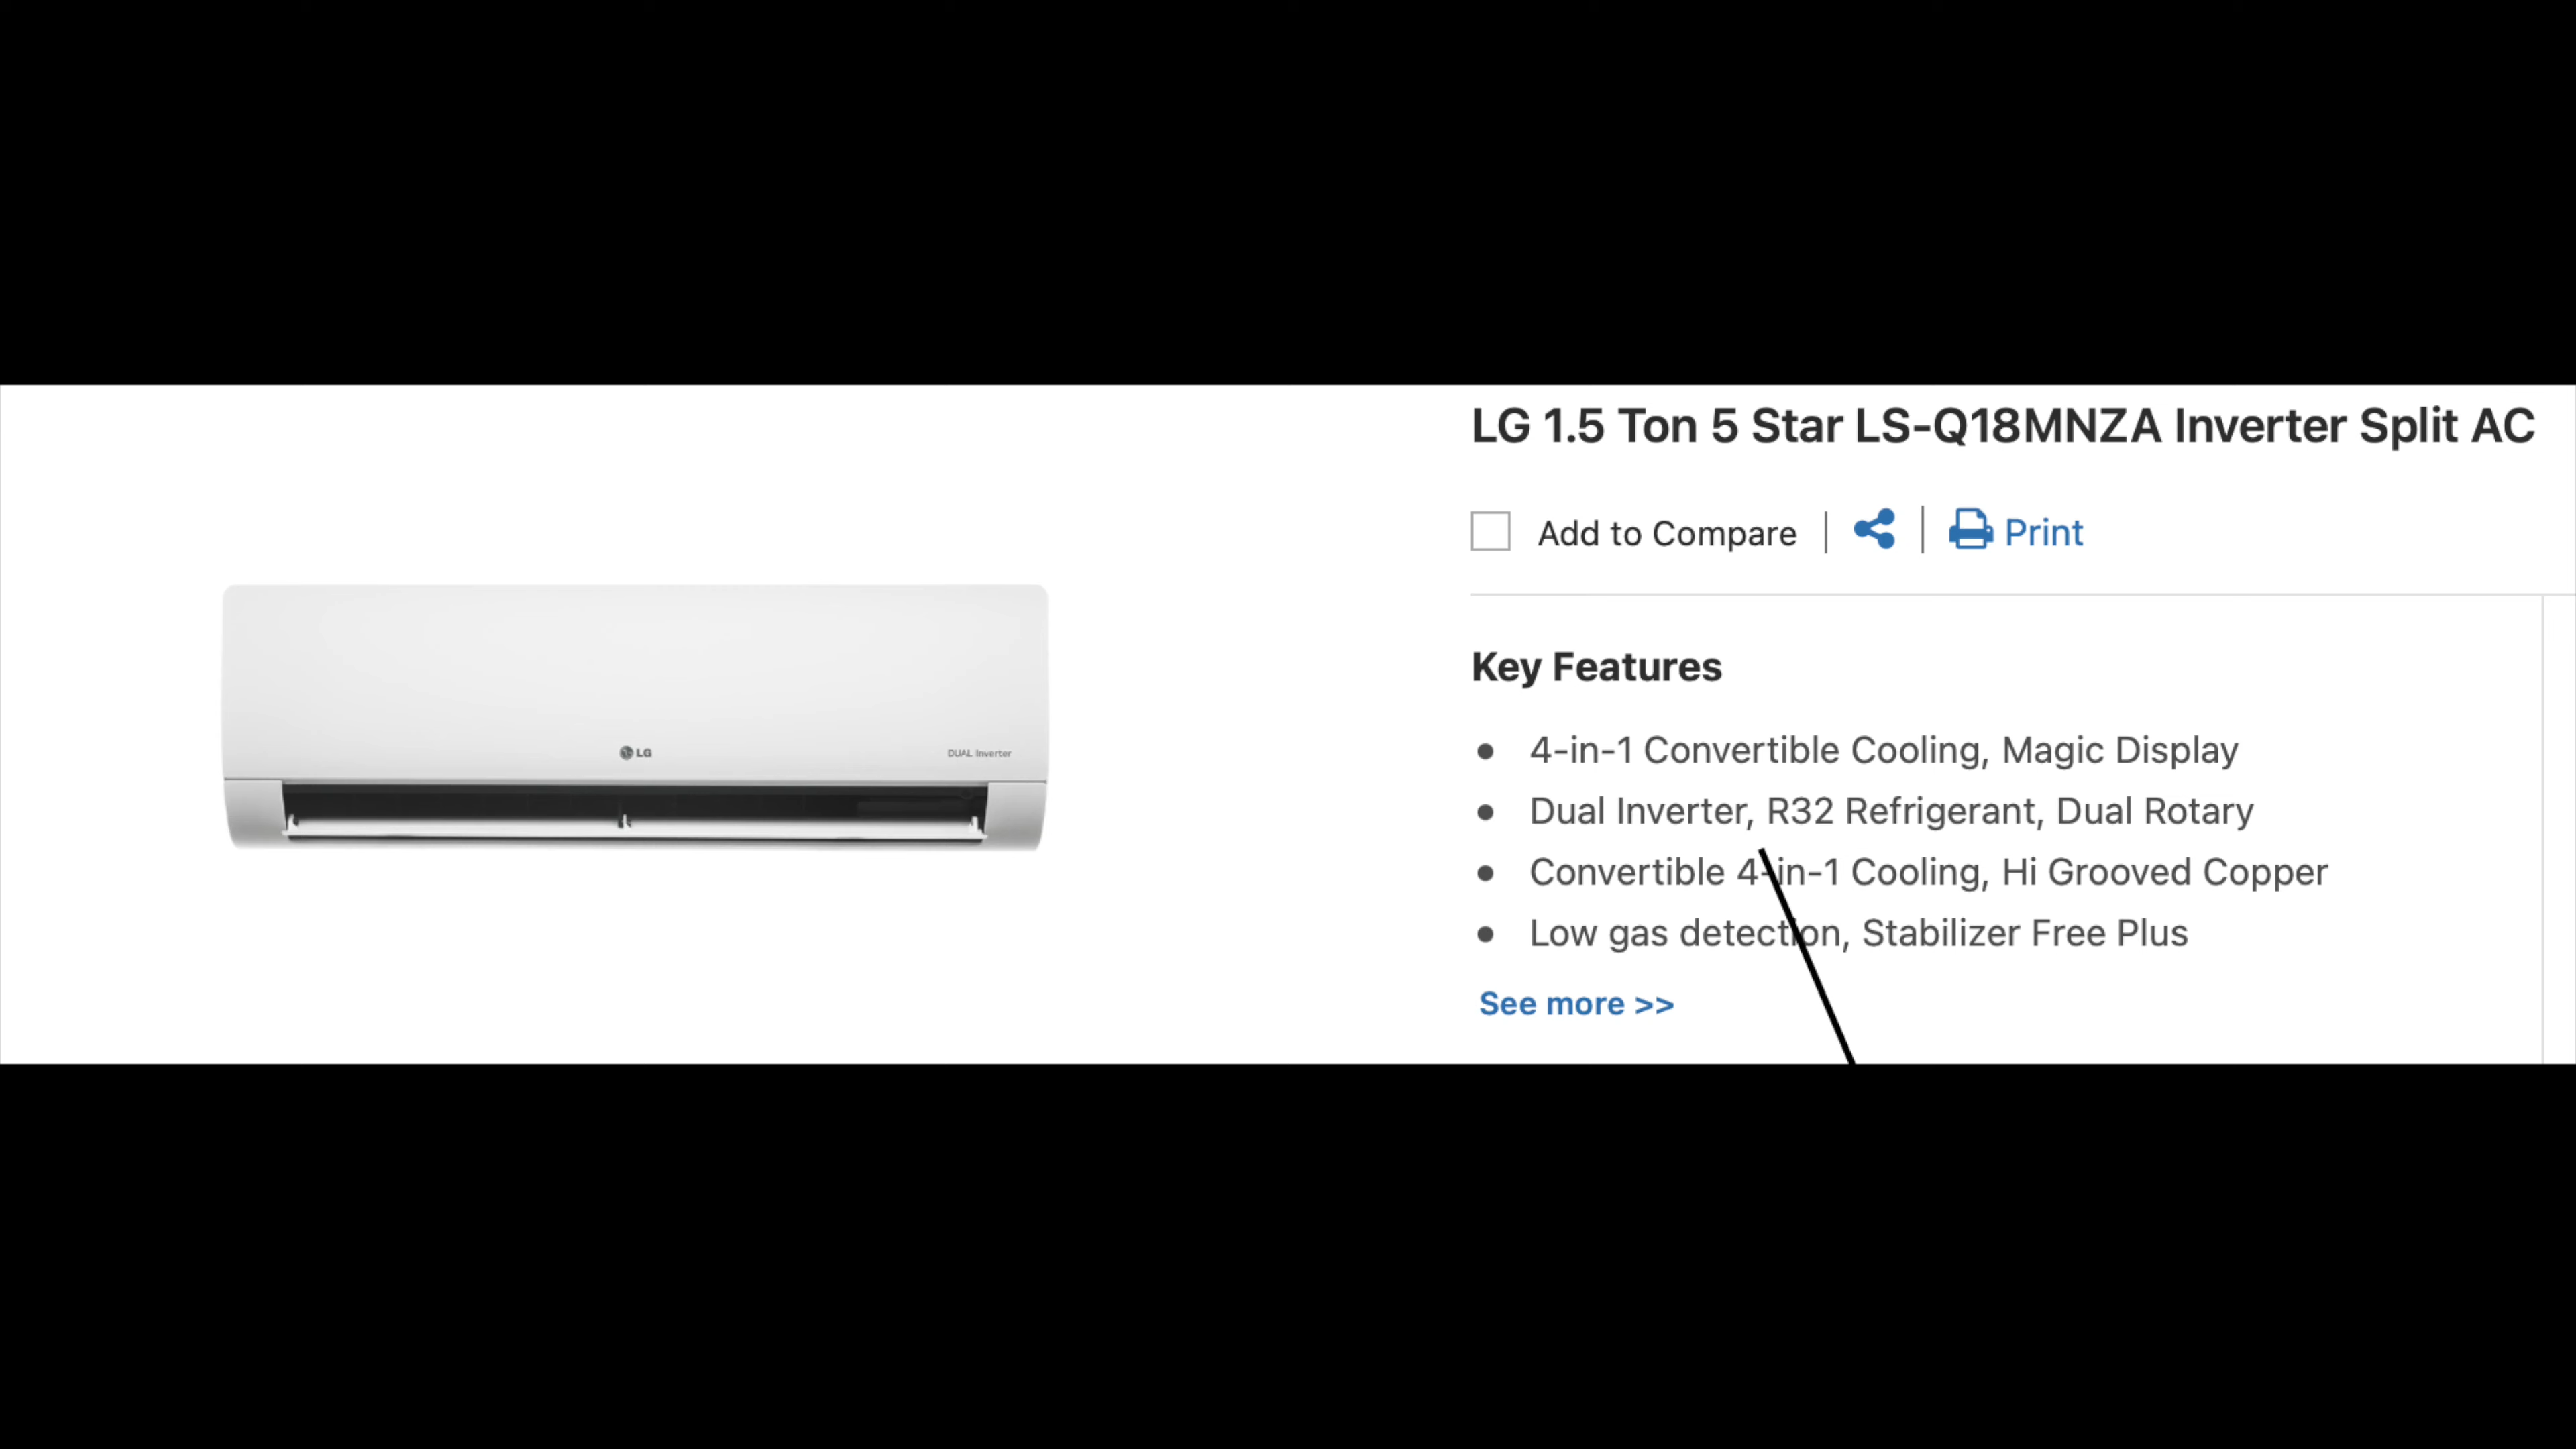 LG 1.5 Ton 5 Star LS-Q18MNZA Inverter Split AC
Add to Compare
Print
Key Features
4-in-1 Convertible Cooling, Magic Display
Dual Inverter, R32 Refrigerant, Dual Rotary
Convertible 4-in-1 Cooling, Hi Grooved Copper
Low gas detection, Stabilizer Free Plus
See more >>
LG
DUAL Inverter